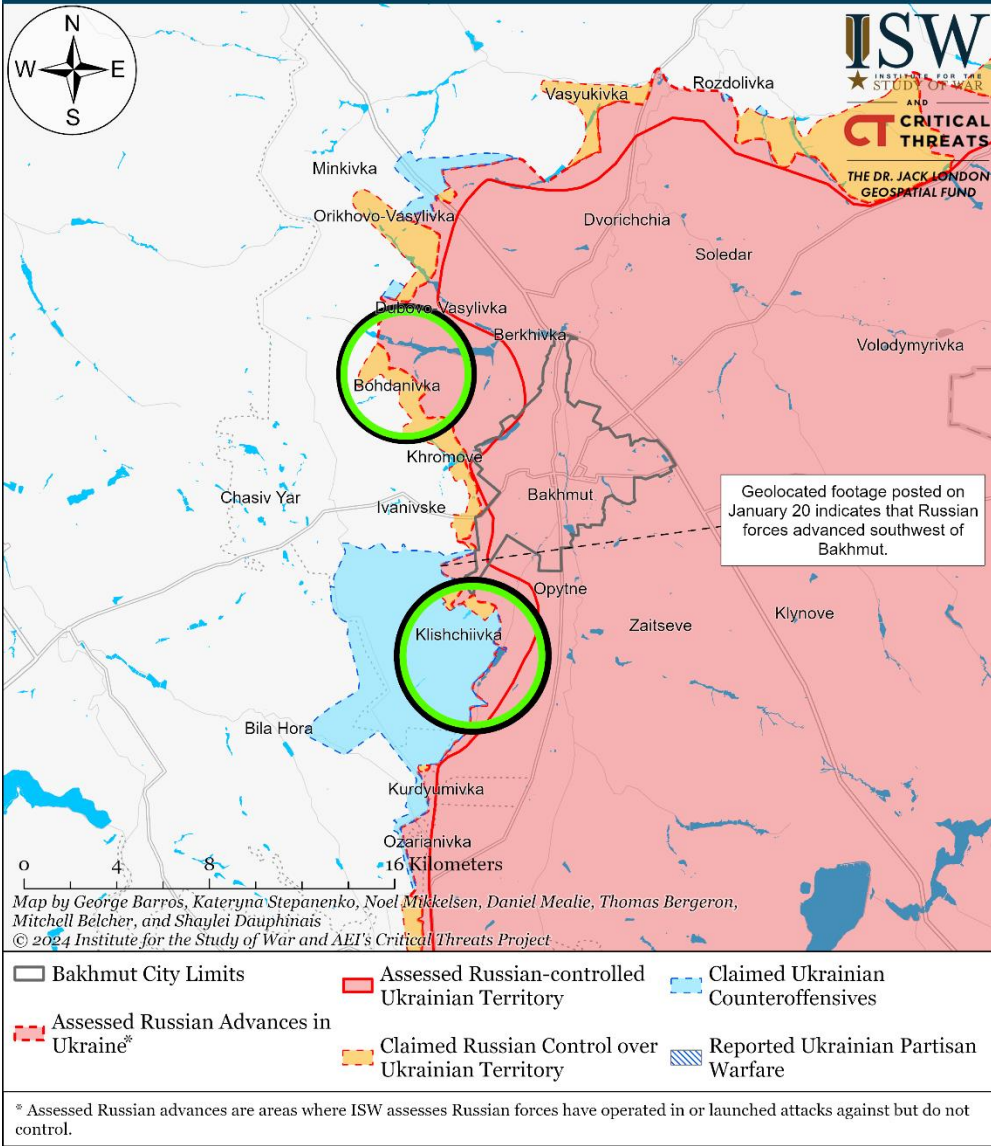 N
W E
S
ISW
INSTITUTE FOR THE
STUDY OF WAR
AND
CT CRITICAL
THREATS
THE DR. JACK LONDON
GEOSPATIAL FUND
Vasyukivka
Rozdolivka
Minkivka
Orikhovo-Vasylivka
Dvorichchia
Soledar
Dubovo-Vasylivka
Berkhivka
Volodymyrivka
Bohdanivka
Khromove
Chasiv Yar
Ivanivske
Bakhmut
Geolocated footage posted on
January 20 indicates that Russian
forces advanced southwest of
Bakhmut.
Opytne
Klishchiivka
Zaitseve
Klynove
Bila Hora
Kurdyumivka
Ozarianivka
0 4 8 16 Kilometers
Map by George Barros, Kateryna Stepanenko, Noel Mikkelsen, Daniel Mealie, Thomas Bergeron,
Mitchell Belcher, and Shaylei Dauphinais
© 2024 Institute for the Study of War and AEI's Critical Threats Project
Bakhmut City Limits
Assessed Russian Advances in
Ukraine*
Assessed Russian-controlled
Ukrainian Territory
Claimed Russian Control over
Ukrainian Territory
Claimed Ukrainian
Counteroffensives
Reported Ukrainian Partisan
Warfare
* Assessed Russian advances are areas where ISW assesses Russian forces have operated in or launched attacks against but do not
control.